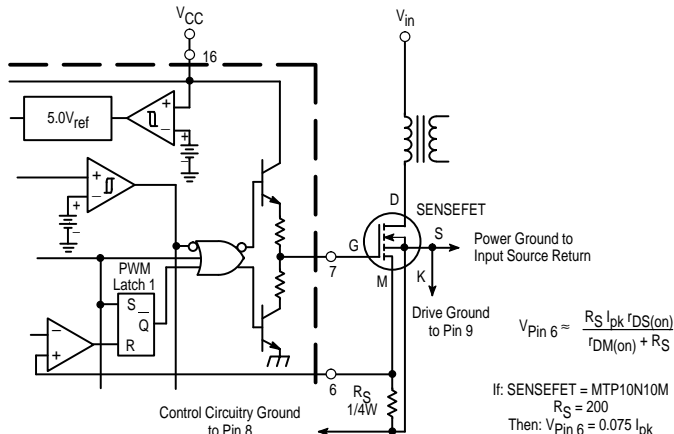 VCC
Vin
16
5.0Vref
+
−
+
−
+
−
+
−
D
SENSEFET
S
G
7
Power Ground to
Input Source Return
K
M
PWM
Latch 1
S
Q
R
Drive Ground
to Pin 9
VPin 6 ≈ RS Ipk rDS(on)
rDM(on) + RS
−
+
6
RS
1/4W
If: SENSEFET = MTP10N10M
RS = 200
Then: VPin 6 = 0.075 Ipk
Control Circuitry Ground
to Pin 8